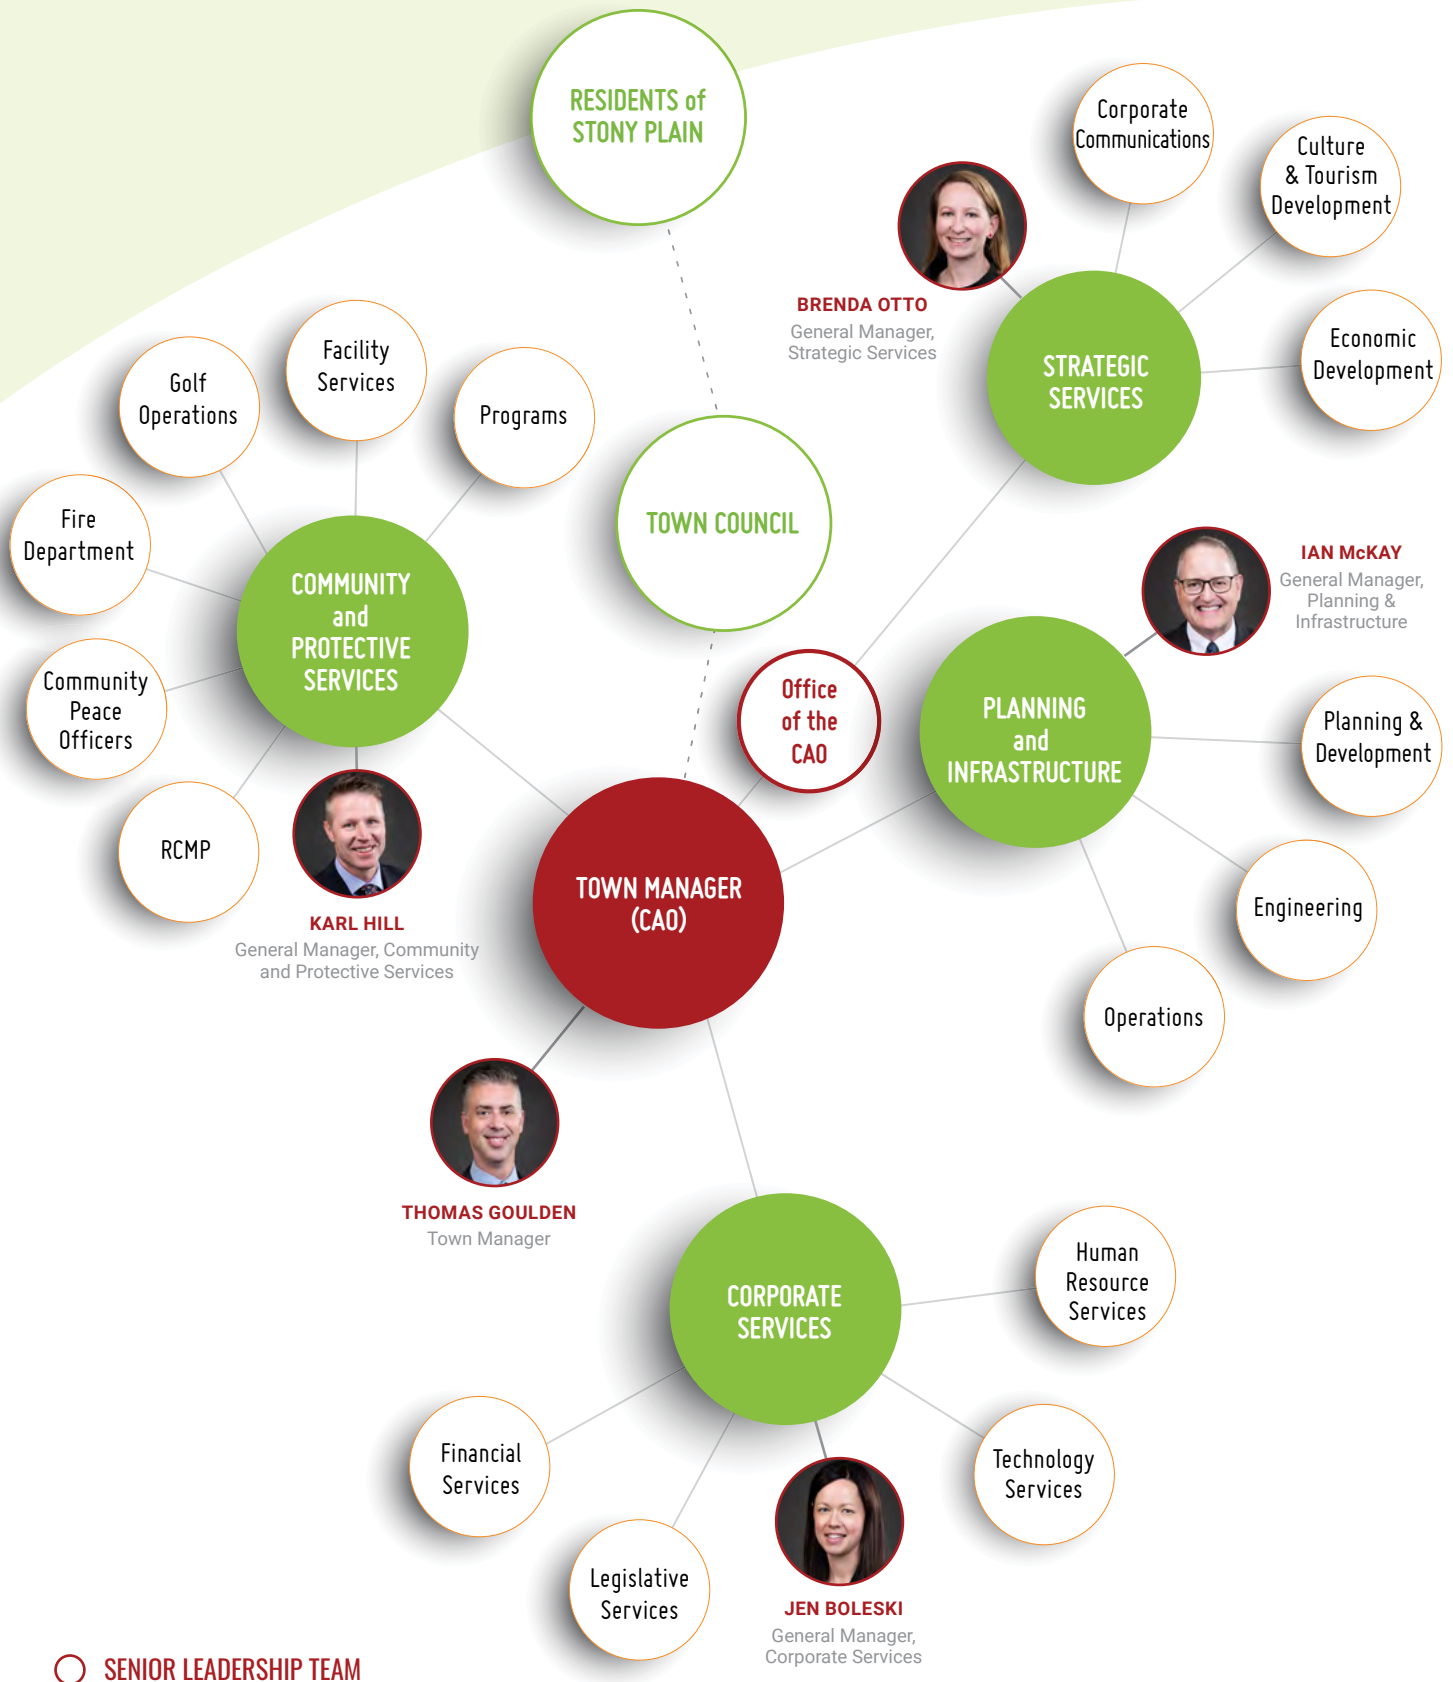 RESIDENTS of
STONY PLAIN
Corporate
Communications
Culture
& Tourism
Development
BRENDA OTTO
General Manager,
Strategic Services
STRATEGIC
SERVICES
Economic
Development
Facility
Services
Golf
Operations
Programs
Fire
Department
COMMUNITY
and
PROTECTIVE
SERVICES
Community
Peace
Officers
RCMP
KARL HILL
General Manager, Community
and Protective Services
TOWN COUNCIL
Office
of the
CAO
IAN McKAY
General Manager,
Planning &
Infrastructure
PLANNING
and
INFRASTRUCTURE
Planning &
Development
Engineering
Operations
TOWN MANAGER
(CAO)
THOMAS GOULDEN
Town Manager
CORPORATE
SERVICES
Human
Resource
Services
Technology
Services
Financial
Services
Legislative
Services
JEN BOLESKI
General Manager,
Corporate Services
SENIOR LEADERSHIP TEAM